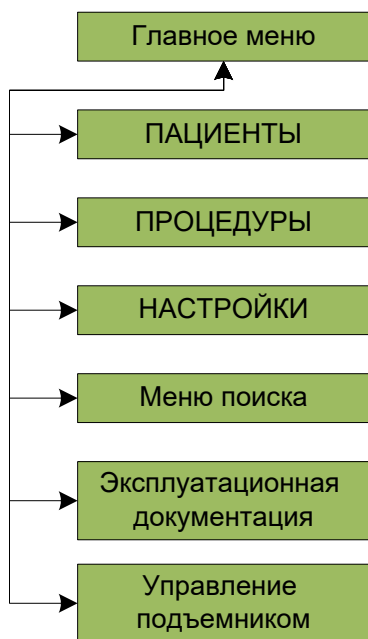 Главное меню
ПАЦИЕНТЫ
ПРОЦЕДУРЫ
НАСТРОЙКИ
Меню поиска
Эксплуатационная
документация
Управление
подъемником